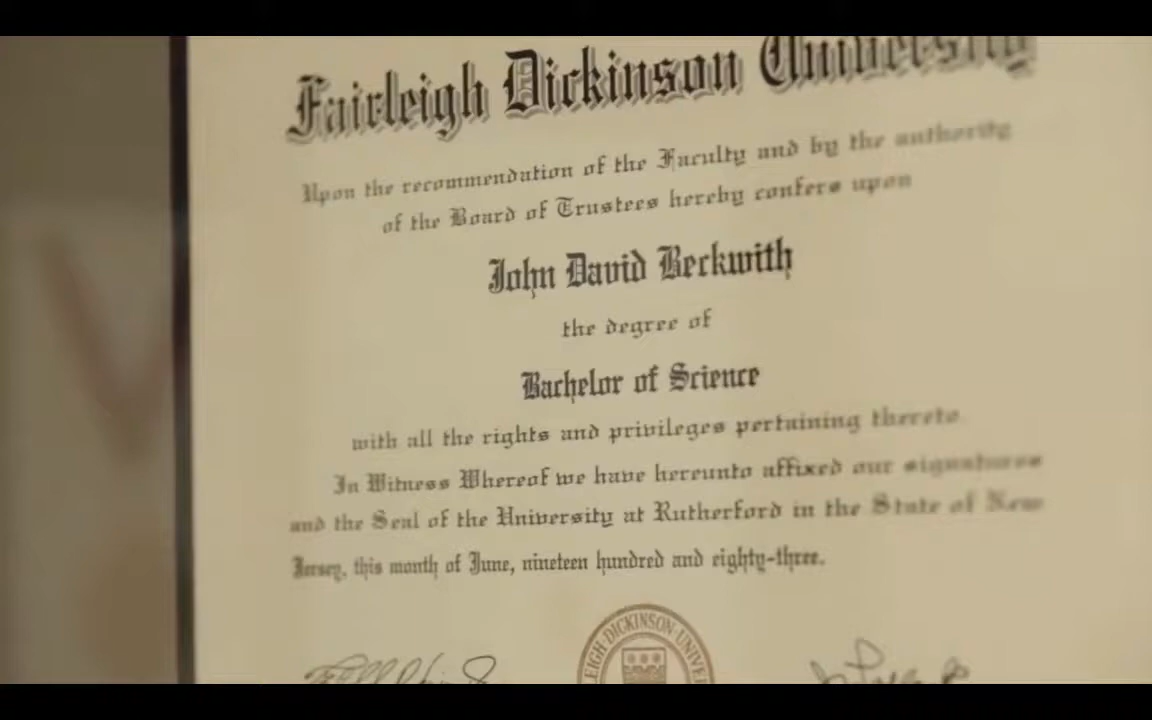 Fairleigh Dickinson University
Upon the recommendation of the Faculty and by the authority
of the Board of Trustees hereby confers upon
John David Beckwith
the degree of
Bachelor of Science
with all the rights and privileges pertaining thereto.
In Witness Whereof we have hereunto affixed our signatures
and the Seal of the University at Rutherford in the State of New
Jersey, this month of June, nineteen hundred and eighty-three.
EIGH·DICKINSON·UNIVER